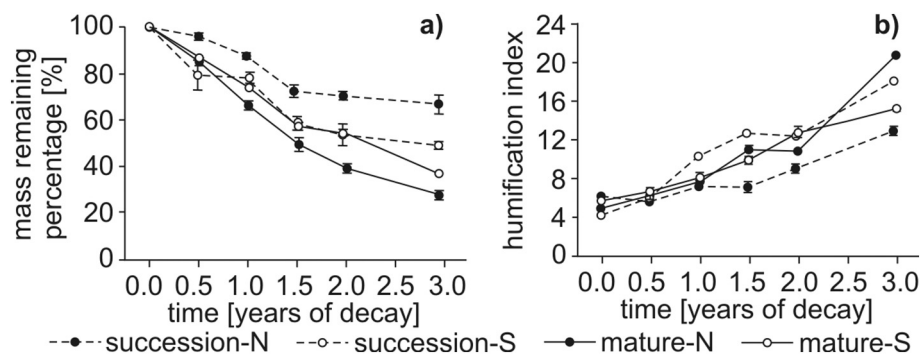 a)
mass remaining
percentage [%]
100
80
60
40
20
0
0.0 0.5 1.0 1.5 2.0 2.5 3.0
time [years of decay]
b)
humification index
24
20
16
12
8
4
0
0.0 0.5 1.0 1.5 2.0 2.5 3.0
time [years of decay]
succession-N succession-S mature-N mature-S